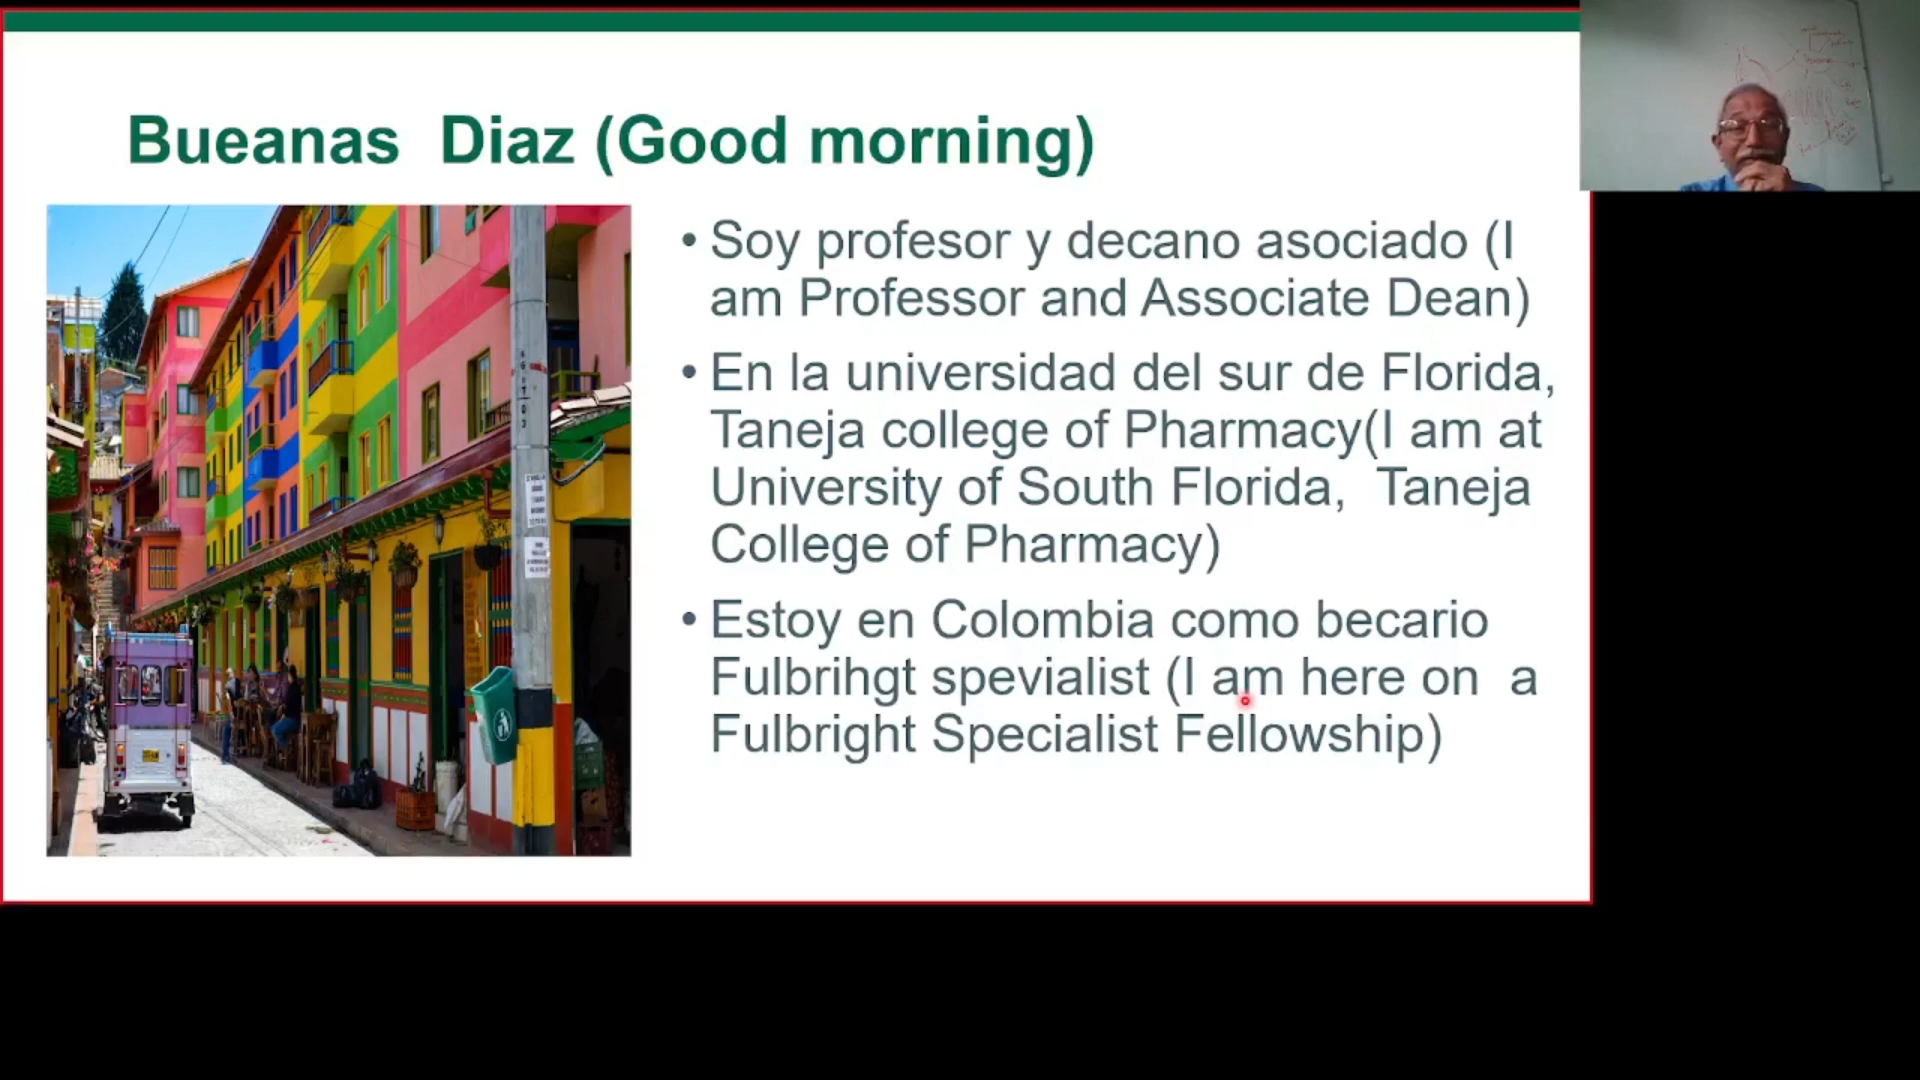 Bueanas  Diaz (Good morning)
• Soy profesor y decano asociado (I
am Professor and Associate Dean)
• En la universidad del sur de Florida,
Taneja college of Pharmacy(I am at
University of South Florida,  Taneja
College of Pharmacy)
• Estoy en Colombia como becario
Fulbrihgt spevialist (I am here on  a
Fulbright Specialist Fellowship)